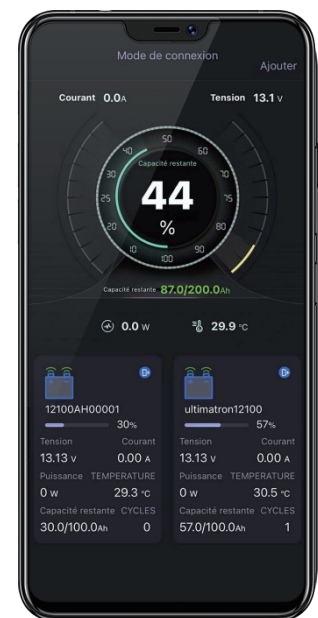 Mode de connexion
Ajouter
Courant 0.0A Tension 13.1 V
50
40 60
Capacité restante
30 70
44
25 75
%
20 80
10 90
100
Capacité restante 87.0/200.0Ah
0.0 W 29.9 °C
12100AH00001
30%
Tension Courant
13.13 V 0.00 A
Puissance TEMPERATURE
0 W 29.3 °C
Capacité restante CYCLES
30.0/100.0Ah 0
ultimatron12100
57%
Tension Courant
13.13 V 0.00 A
Puissance TEMPERATURE
0 W 30.5 °C
Capacité restante CYCLES
57.0/100.0Ah 1